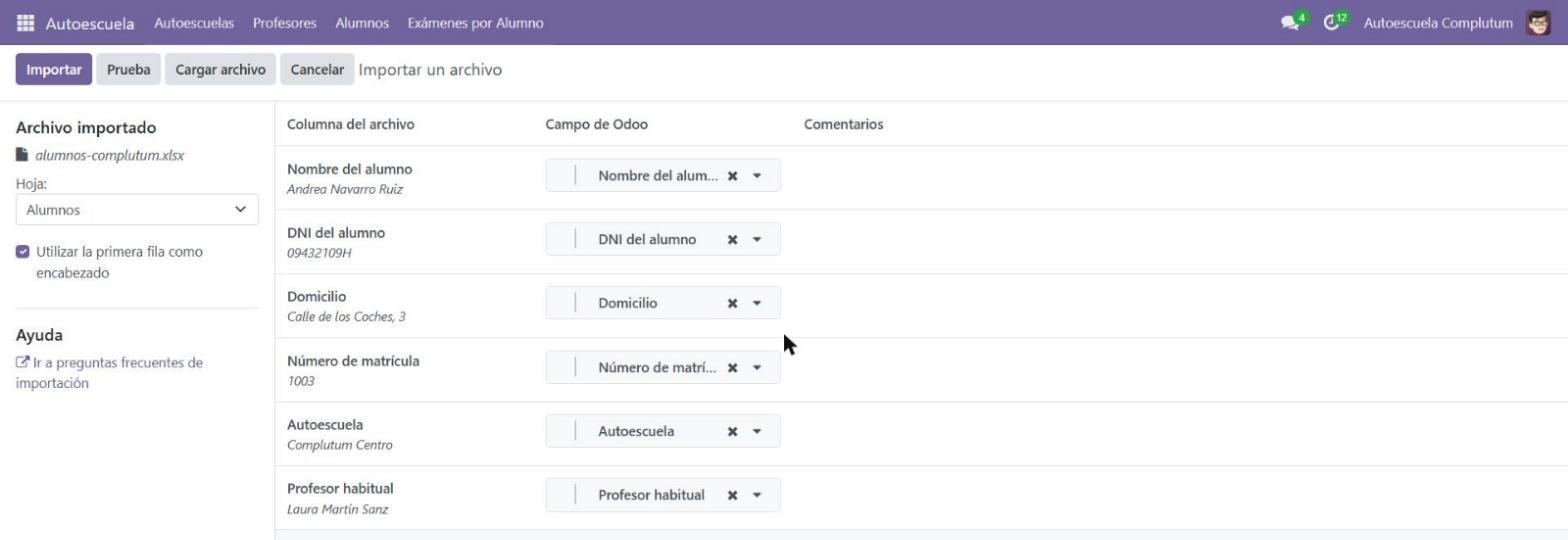 Autoescuela Autoescuelas Profesores Alumnos Exámenes por Alumno 4 12 Autoescuela Complutum
Importar Prueba Cargar archivo Cancelar Importar un archivo
Archivo importado
alumnos-complutum.xlsx
Hoja:
Alumnos
Utilizar la primera fila como
encabezado
Ayuda
Ir a preguntas frecuentes de
importación
Columna del archivo Campo de Odoo Comentarios
Nombre del alumno
Andrea Navarro Ruiz
Nombre del alum...
DNI del alumno
09432109H
DNI del alumno
Domicilio
Calle de los Coches, 3
Domicilio
Número de matrícula
1003
Número de matrí...
Autoescuela
Complutum Centro
Autoescuela
Profesor habitual
Laura Martín Sanz
Profesor habitual